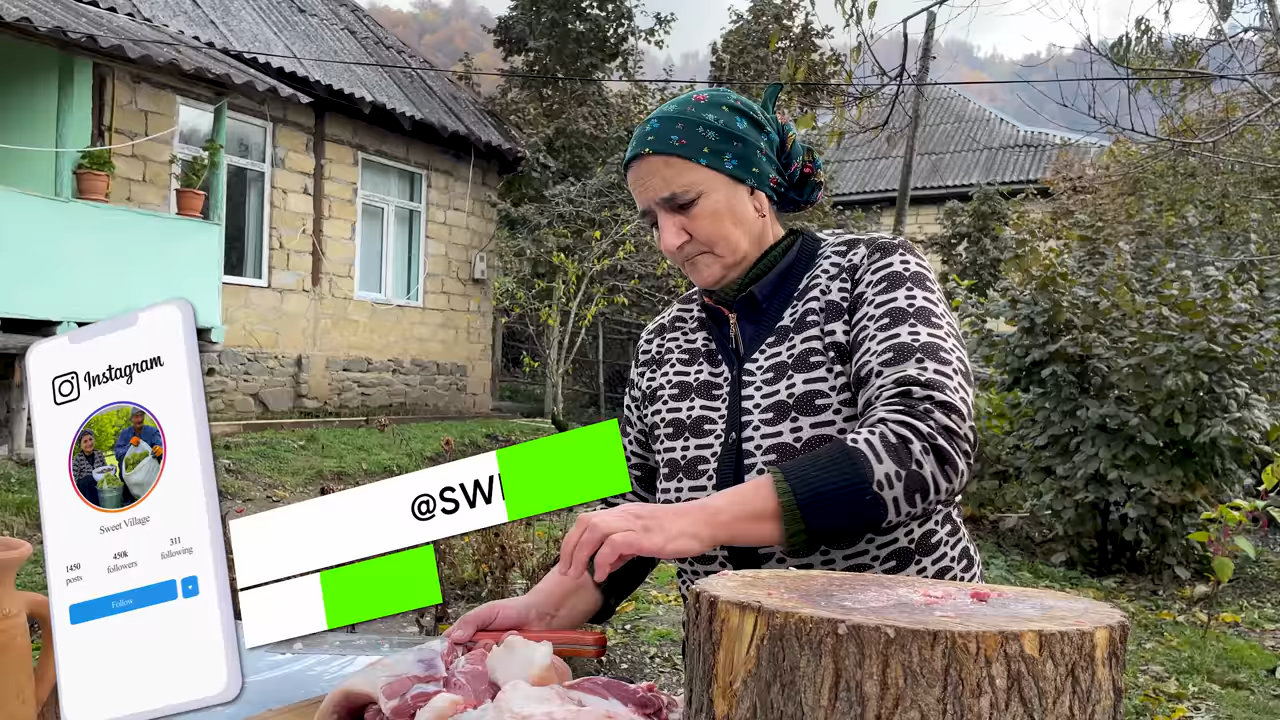 Instagram
Sweet Village
1450 450k 311
posts followers following
Follow
@SW